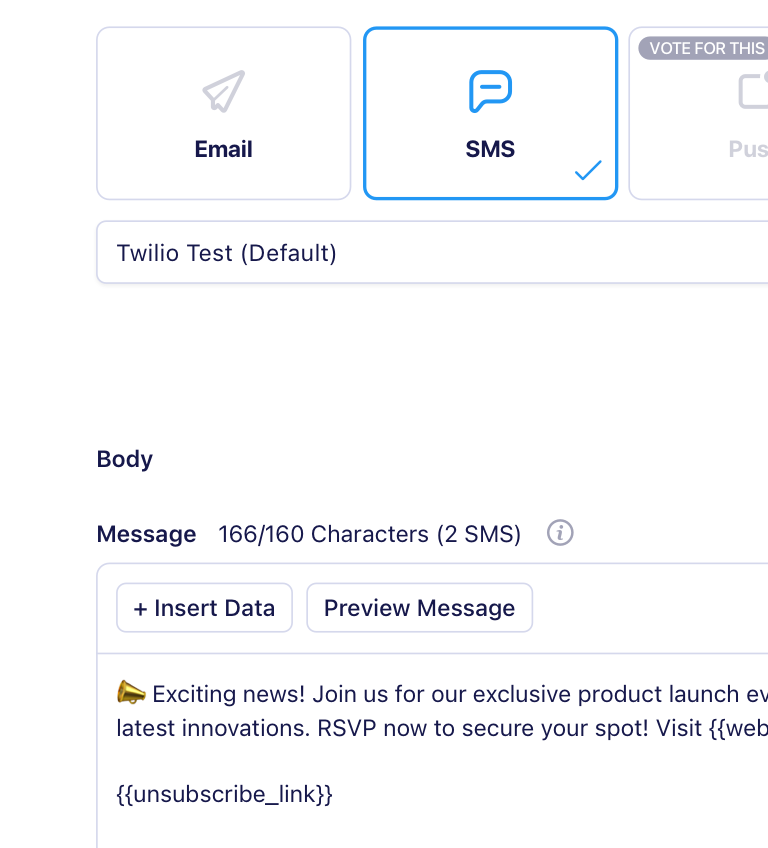 VOTE FOR THIS
Email
SMS
Twilio Test (Default)
Body
Message 166/160 Characters (2 SMS)
+ Insert Data
Preview Message
📣 Exciting news! Join us for our exclusive product launch
latest innovations. RSVP now to secure your spot! Visit {{web
{{unsubscribe_link}}